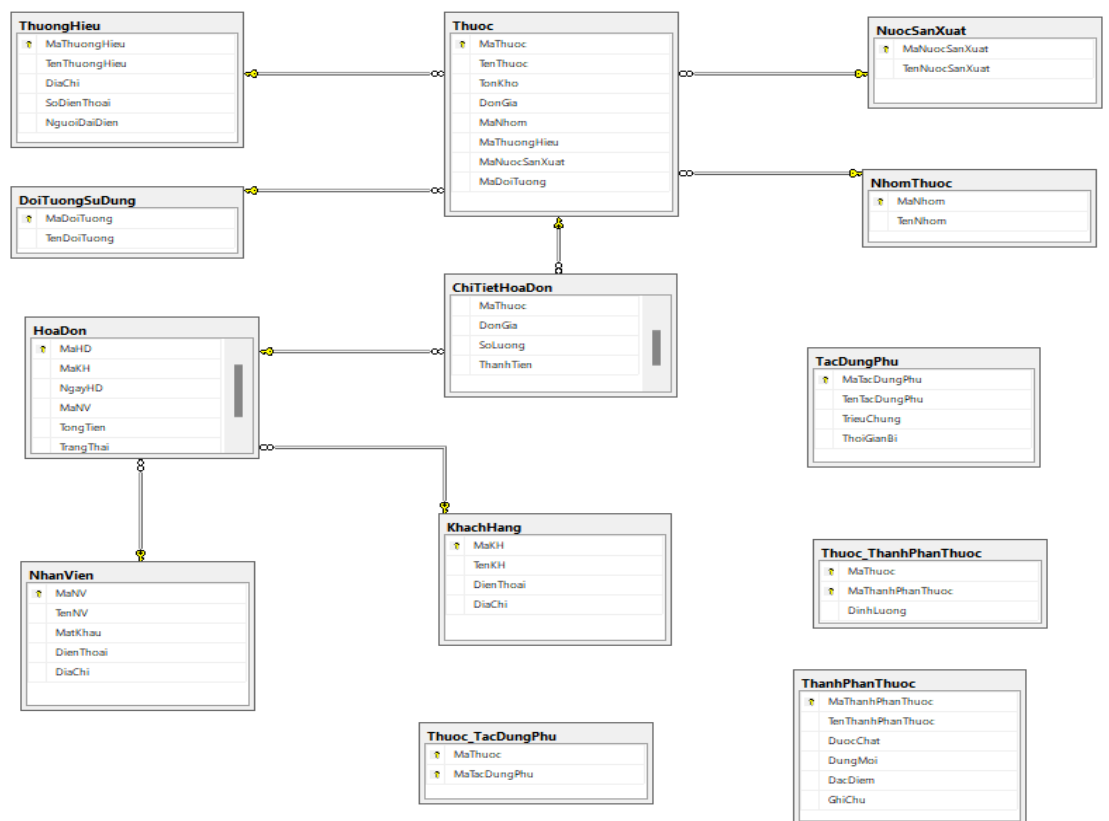 ThuongHieu
MaThuongHieu
TenThuongHieu
DiaChi
SoDienThoai
NguoiDaiDien
Thuoc
MaThuoc
TenThuoc
TonKho
DonGia
MaNhom
MaThuongHieu
MaNuocSanXuat
MaDoiTuong
NuocSanXuat
MaNuocSanXuat
TenNuocSanXuat
DoiTuongSuDung
MaDoiTuong
TenDoiTuong
NhomThuoc
MaNhom
TenNhom
ChiTietHoaDon
MaThuoc
DonGia
SoLuong
ThanhTien
HoaDon
MaHD
MaKH
NgayHD
MaNV
TongTien
TrangThai
TacDungPhu
MaTacDungPhu
TenTacDungPhu
TrieuChung
ThoiGianBi
KhachHang
MaKH
TenKH
DienThoai
DiaChi
Thuoc_ThanhPhanThuoc
MaThuoc
MaThanhPhanThuoc
DinhLuong
NhanVien
MaNV
TenNV
MatKhau
DienThoai
DiaChi
ThanhPhanThuoc
MaThanhPhanThuoc
TenThanhPhanThuoc
DuocChat
DungMoi
DacDiem
GhiChu
Thuoc_TacDungPhu
MaThuoc
MaTacDungPhu